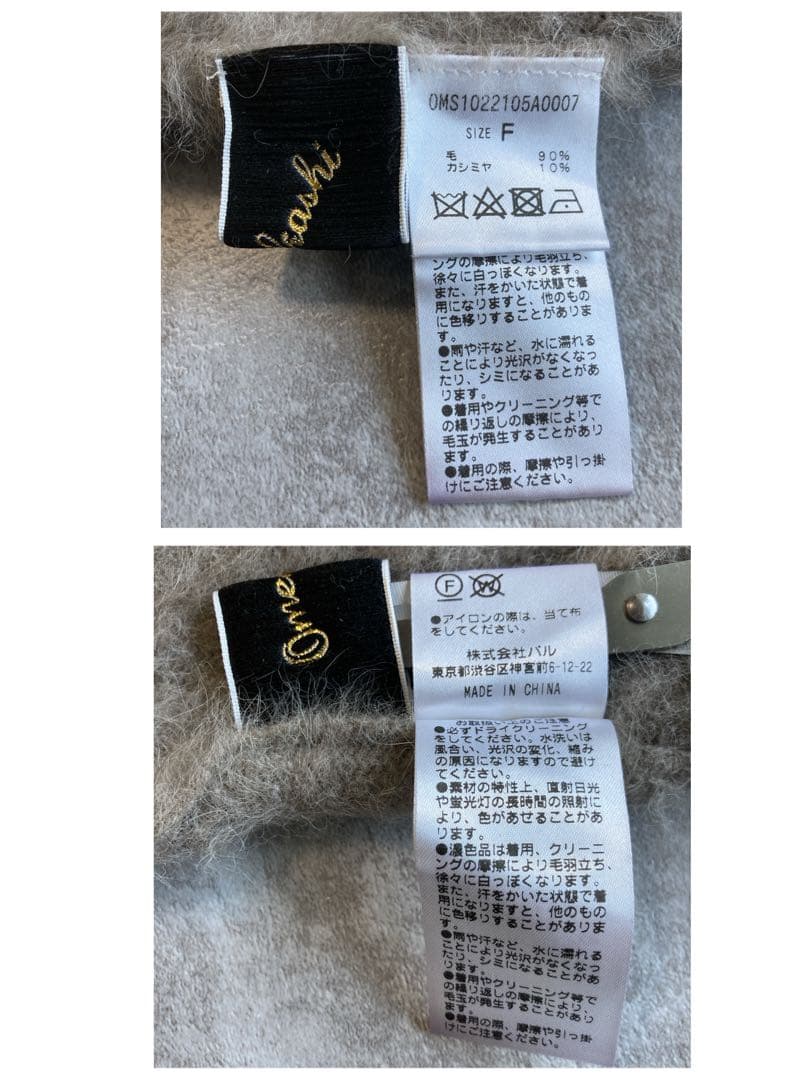 kashi
OMS1022105A0007
SIZE F
毛 90%
カシミヤ 10%
ングの摩擦により毛羽立ち、
徐々に白っぽくなります。
また、汗をかいた状態で着
用になりますと、他のもの
に色移りすることがありま
す。
●雨や汗など、水に濡れる
ことにより光沢がなくなっ
たり、シミになることがあ
ります。
●着用やクリーニング等で
の繰り返しの摩擦により、
毛玉が発生することがあり
ます。
●着用の際、摩擦や引っ掛
けにご注意ください。
Ome
F W
●アイロンの際は、当て布
をしてください。
株式会社パル
東京都渋谷区神宮前6-12-22
MADE IN CHINA
お取扱い上のご注意
●必ずドライクリーニング
をしてください。水洗いは
風合い、光沢の変化、縮み
の原因になりますので避け
てください。
●素材の特性上、直射日光
や蛍光灯の長時間の照射に
より、色があせることがあ
ります。
●濃色品は着用、クリーニ
ングの摩擦により毛羽立ち、
徐々に白っぽくなります。
また、汗をかいた状態で着
用になりますと、他のもの
に色移りすることがありま
す。
●雨や汗など、水に濡れる
ことにより光沢がなくなっ
たり、シミになることがあ
ります。
●着用やクリーニング等で
の繰り返しの摩擦により、
毛玉が発生することがあり
ます。
●着用の際、摩擦や引っ掛
けにご注意ください。